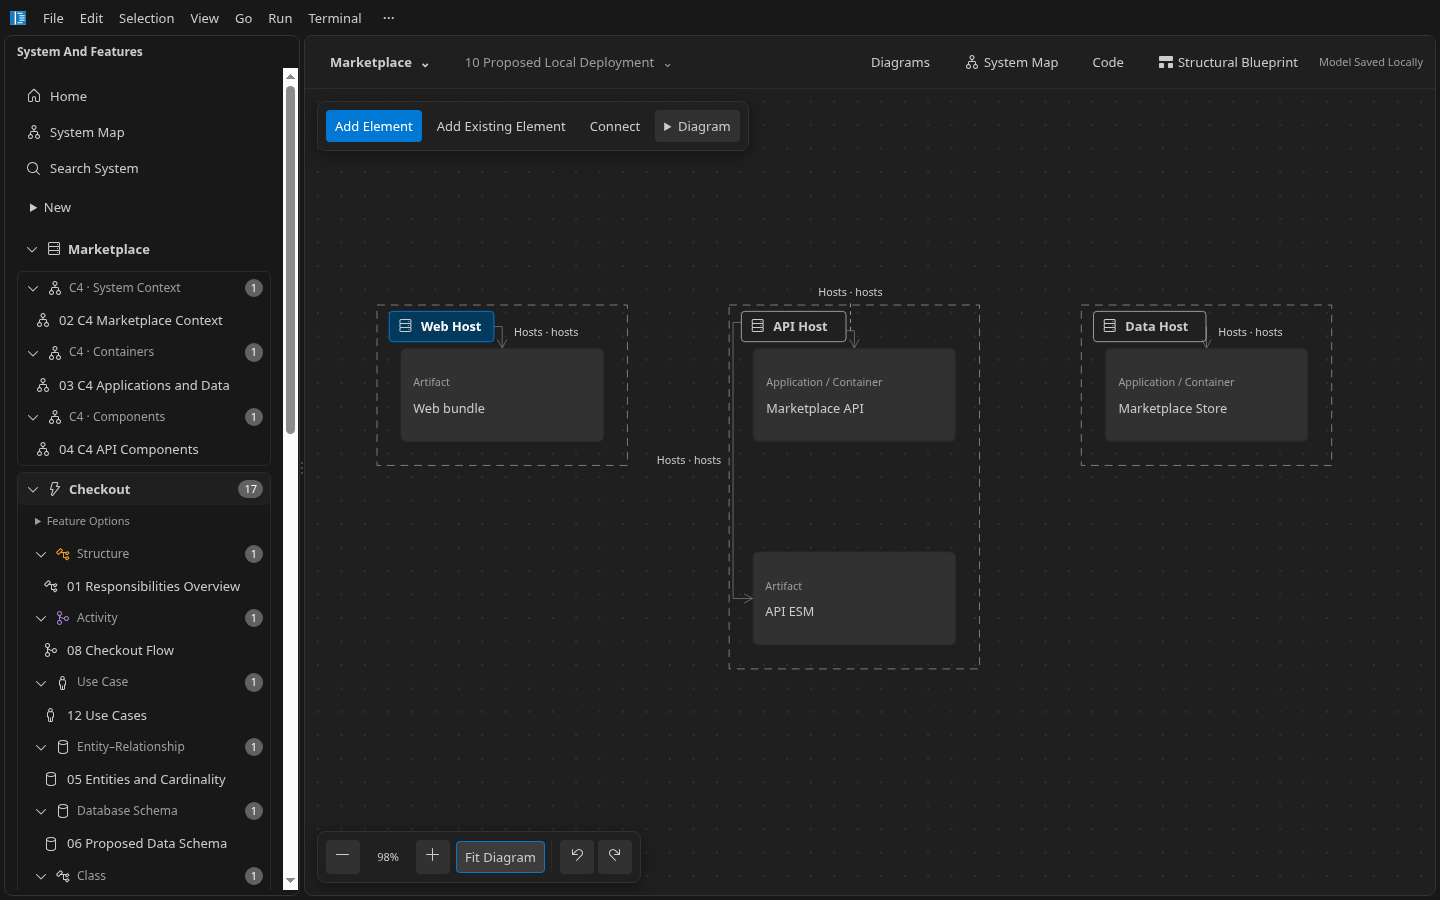 File Edit Selection View Go Run Terminal ···
System And Features
Home
System Map
Search System
New
Marketplace
C4 · System Context 1
02 C4 Marketplace Context
C4 · Containers 1
03 C4 Applications and Data
C4 · Components 1
04 C4 API Components
Checkout 17
Feature Options
Structure 1
01 Responsibilities Overview
Activity 1
08 Checkout Flow
Use Case 1
12 Use Cases
Entity–Relationship 1
05 Entities and Cardinality
Database Schema 1
06 Proposed Data Schema
Class 1
Marketplace 10 Proposed Local Deployment Diagrams System Map Code Structural Blueprint Model Saved Locally
Add Element Add Existing Element Connect Diagram
Web Host
Hosts · hosts
Artifact
Web bundle
Hosts · hosts
API Host
Application / Container
Marketplace API
Hosts · hosts
Artifact
API ESM
Data Host
Hosts · hosts
Application / Container
Marketplace Store
98% Fit Diagram